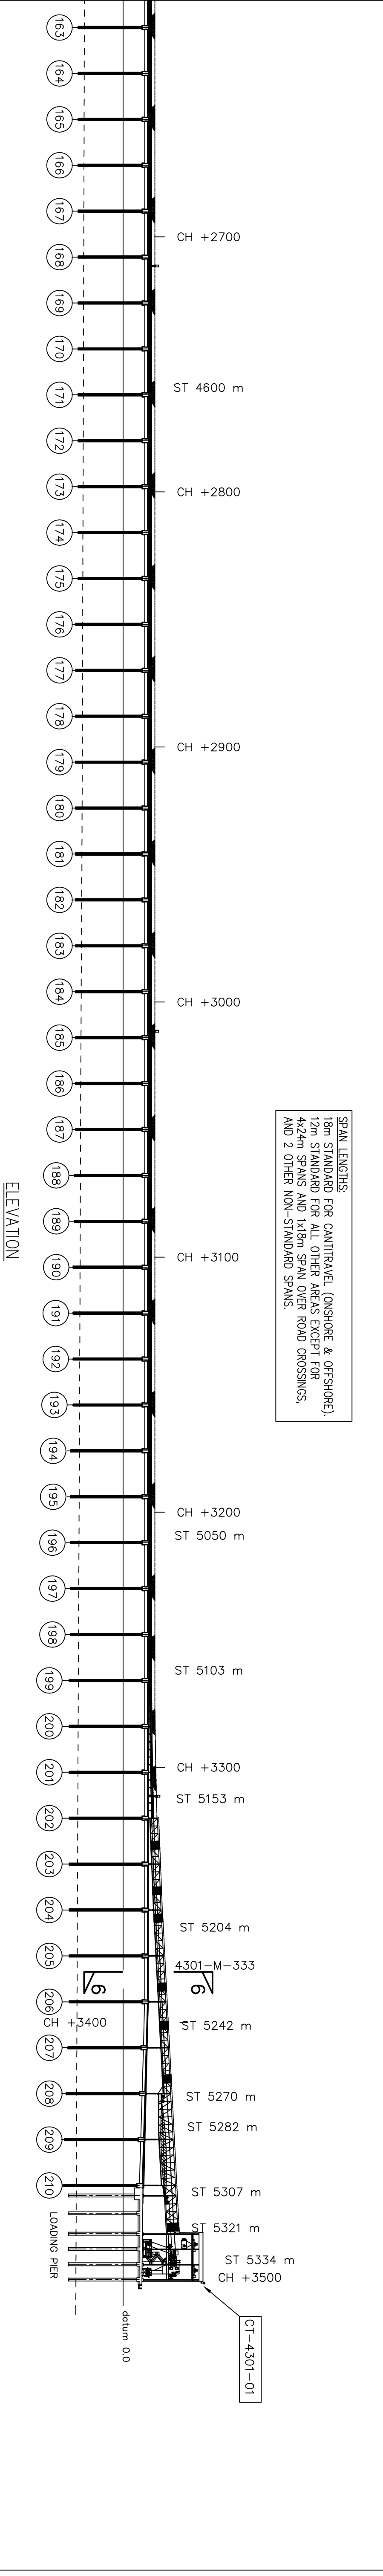 163
164
165
166
167
CH +2700
168
169
170
ST 4600 m
171
172
173
CH +2800
174
175
176
177
178
CH +2900
179
180
181
182
183
184
CH +3000
185
186
187
188
189
190
CH +3100
191
192
193
194
195
CH +3200
196
ST 5050 m
197
198
199
ST 5103 m
200
201
CH +3300
ST 5153 m
202
203
204
ST 5204 m
205
4301-M-333
6
6
206
CH +3400
ST 5242 m
207
208
ST 5270 m
ST 5282 m
209
210
ST 5307 m
ST 5321 m
LOADING PIER
ST 5334 m
CH +3500
CT-4301-01
datum 0.0
SPAN LENGTHS:
18m STANDARD FOR CANTITRAVEL (ONSHORE & OFFSHORE).
12m STANDARD FOR ALL OTHER AREAS EXCEPT FOR
4x24m SPANS AND 1x18m SPAN OVER ROAD CROSSINGS,
AND 2 OTHER NON-STANDARD SPANS.
ELEVATION